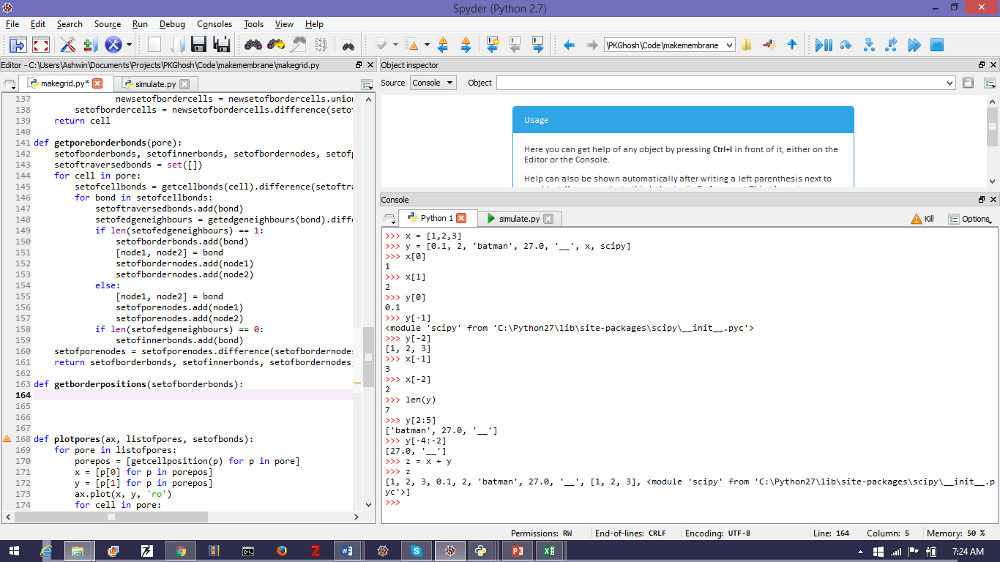 Spyder (Python 2.7)
File Edit Search Source Run Debug Consoles Tools View Help
\PKGhosh\Code\makemembrane
Editor - C:\Users\Ashwin\Documents\Projects\PKGhosh\Code\makemembrane\makegrid.py
makegrid.py* simulate.py
137 newsetofbordercells = newsetofbordercells.union
138 setofbordercells = newsetofbordercells.difference(seto
139 return cell
140
141 def getporeborderbonds(pore):
142 setofborderbonds, setofinnerbonds, setofbordernodes, setofp
143 setoftraversedbonds = set([])
144 for cell in pore:
145 setofcellbonds = getcellbonds(cell).difference(setoftra
146 for bond in setofcellbonds:
147 setoftraversedbonds.add(bond)
148 setofedgeneighbours = getedgeneighbours(bond).diffe
149 if len(setofedgeneighbours) == 1:
150 setofborderbonds.add(bond)
151 [node1, node2] = bond
152 setofbordernodes.add(node1)
153 setofbordernodes.add(node2)
154 else:
155 [node1, node2] = bond
156 setofporenodes.add(node1)
157 setofporenodes.add(node2)
158 if len(setofedgeneighbours) == 0:
159 setofinnerbonds.add(bond)
160 setofporenodes = setofporenodes.difference(setofbordernodes
161 return setofborderbonds, setofinnerbonds, setofbordernodes,
162
163 def getborderpositions(setofborderbonds):
164
165
166
167
168 def plotpores(ax, listofpores, setofbonds):
169 for pore in listofpores:
170 porepos = [getcellposition(p) for p in pore]
171 x = [p[0] for p in porepos]
172 y = [p[1] for p in porepos]
173 ax.plot(x, y, 'ro')
174 for cell in pore:
Object inspector
Source Console Object
Usage
Here you can get help of any object by pressing Ctrl+I in front of it, either on the
Editor or the Console.
Help can also be shown automatically after writing a left parenthesis next to
Console
Python 1 simulate.py Kill Options
>>> x = [1,2,3]
>>> y = [0.1, 2, 'batman', 27.0, '__', x, scipy]
>>> x[0]
1
>>> x[1]
2
>>> y[0]
0.1
>>> y[-1]
<module 'scipy' from 'C:\Python27\lib\site-packages\scipy\__init__.pyc'>
>>> y[-2]
[1, 2, 3]
>>> x[-1]
3
>>> x[-2]
2
>>> len(y)
7
>>> y[2:5]
['batman', 27.0, '__']
>>> y[-4:-2]
[27.0, '__']
>>> z = x + y
>>> z
[1, 2, 3, 0.1, 2, 'batman', 27.0, '__', [1, 2, 3], <module 'scipy' from 'C:\Python27\lib\site-packages\scipy\__init__.p
yc'>]
>>>
Permissions: RW End-of-lines: CRLF Encoding: UTF-8 Line: 164 Column: 5 Memory: 50 %
7:24 AM